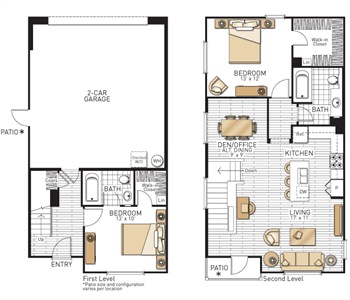 2-CAR
GARAGE
PATIO*
Stacked
W/D
WH
BATH
Walk-in
Closet
Lin
BEDROOM
13' x 10'
Up
ENTRY
First Level
*Patio size and configuration
varies per location
Walk-in
Closet
Lin
BEDROOM
13' x 12'
BATH
Ref.
DEN/OFFICE
ALT. DINING
9' x 9'
KITCHEN
DW
P
Down
LIVING
17' x 11'
PATIO
*
Second Level